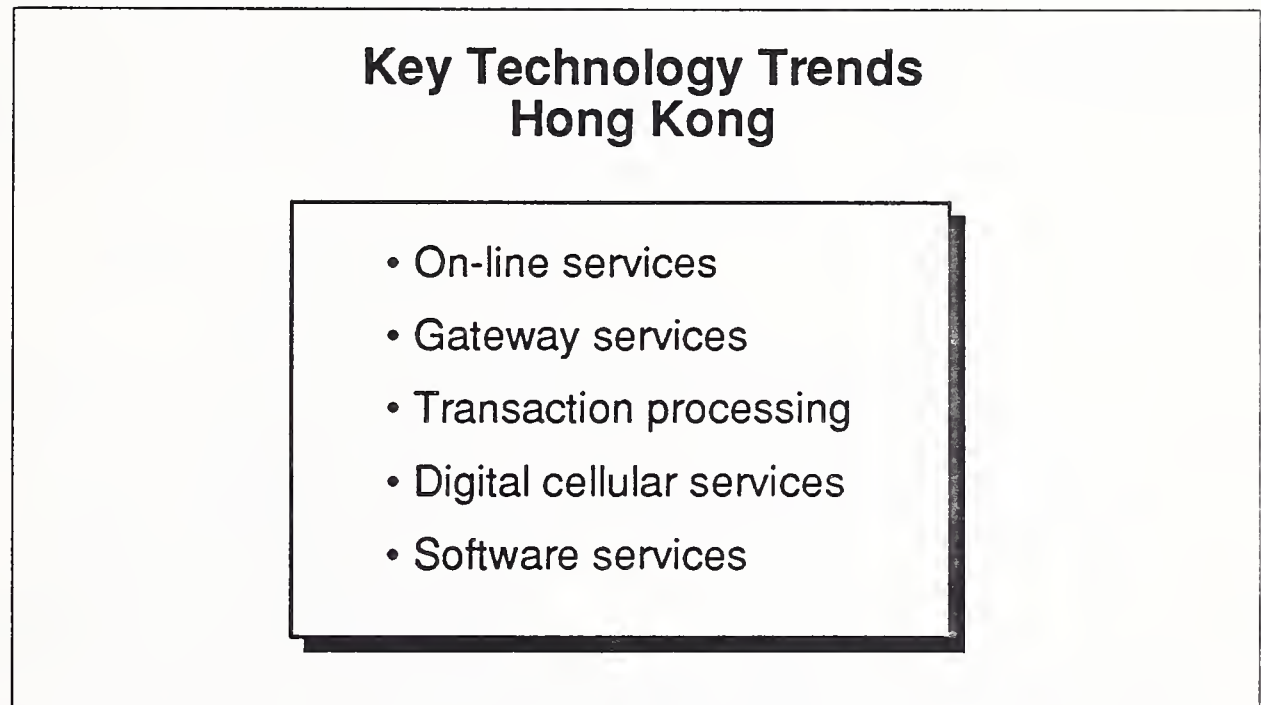 Key Technology Trends
Hong Kong
• On-line services
• Gateway services
• Transaction processing
• Digital cellular services
• Software services